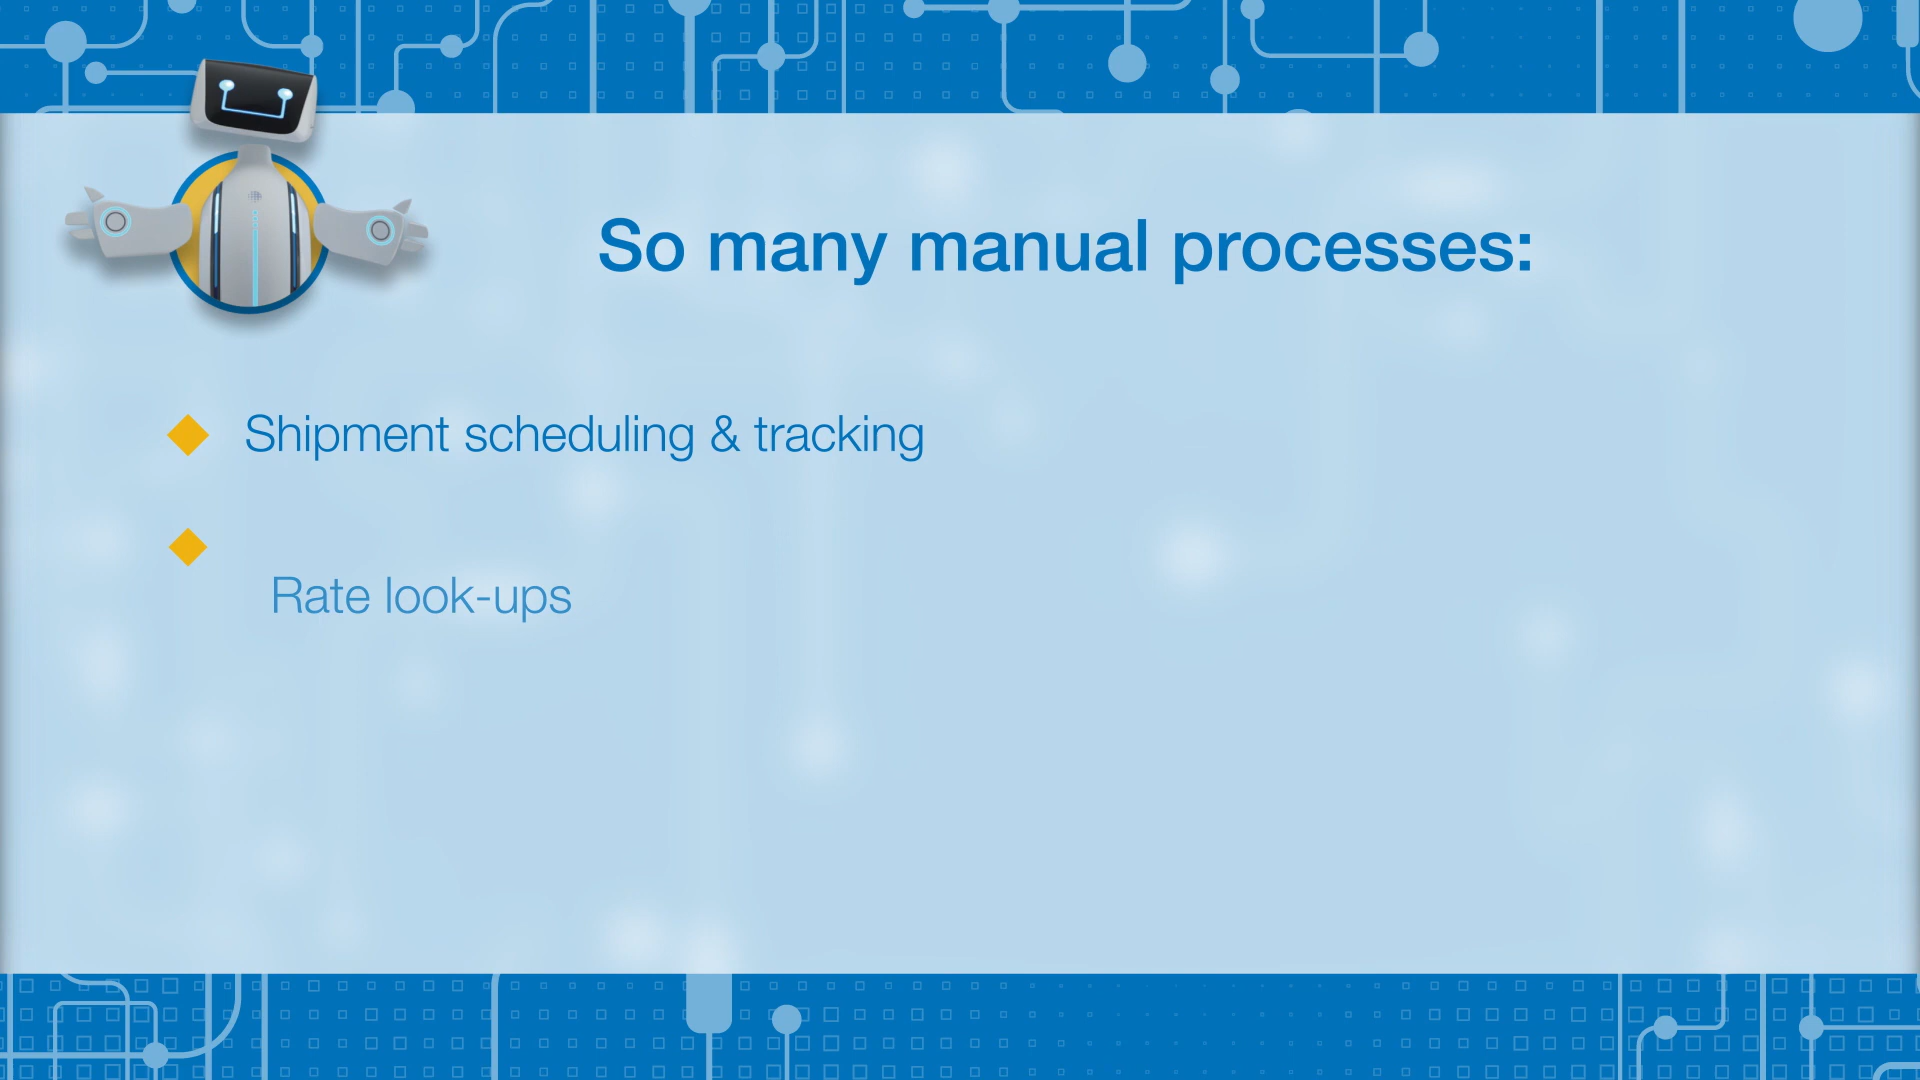 So many manual processes:
Shipment scheduling & tracking
Rate look-ups